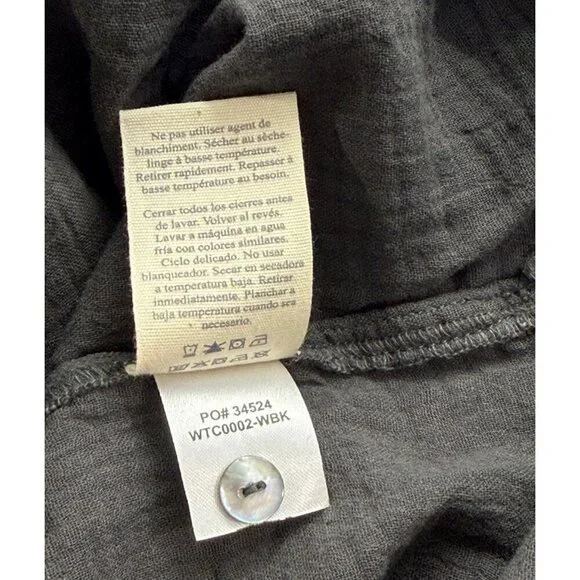 Ne pas utiliser agent de
blanchiment. Sécher au sèche-
linge à basse température.
Retirer rapidement. Repasser à
basse température au besoin.
Cerrar todos los cierres antes
de lavar. Volver al revés.
Lavar a máquina en agua
fría con colores similares.
Ciclo delicado. No usar
blanqueador. Secar en secadora
a temperatura baja. Retirar
inmediatamente. Planchar a
baja temperatura cuando sea
necesario.
PO# 34524
WTC0002-WBK